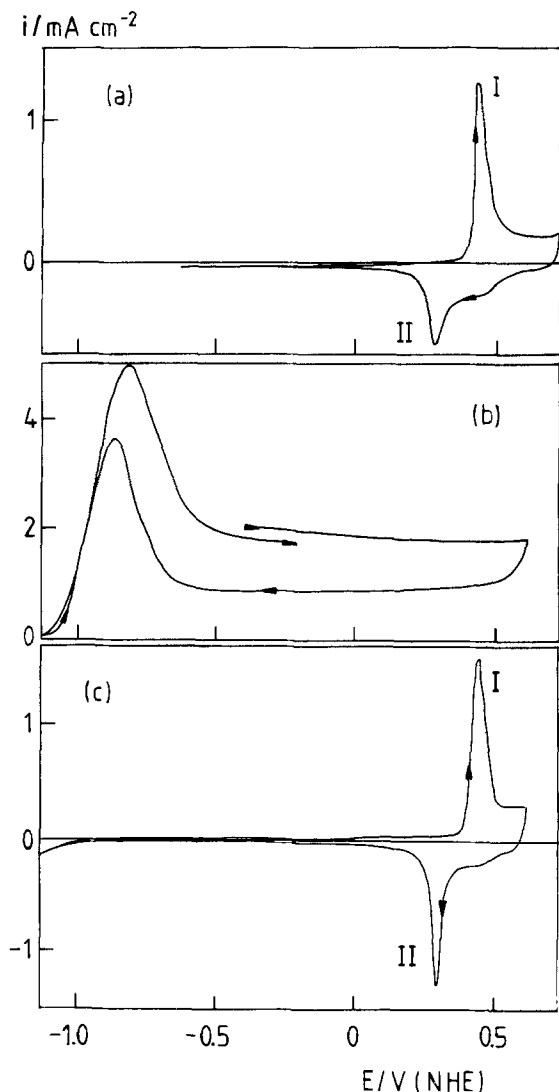 i/mA cm⁻²
(a)
I
1
0
II
4
(b)
2
0
(c)
I
1
0
II
-1
-1.0 -0.5 0 0.5
E/V (NHE)